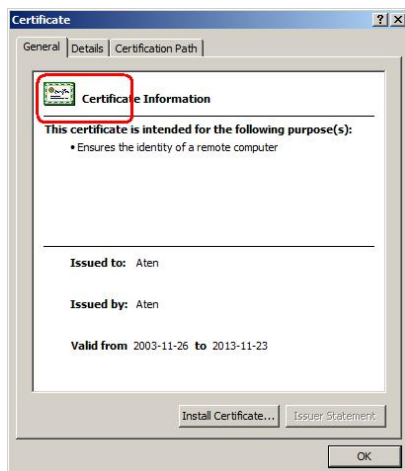 Certificate
General Details Certification Path
Certificate Information
This certificate is intended for the following purpose(s):
• Ensures the identity of a remote computer
Issued to: Aten
Issued by: Aten
Valid from 2003-11-26 to 2013-11-23
Install Certificate... Issuer Statement
OK